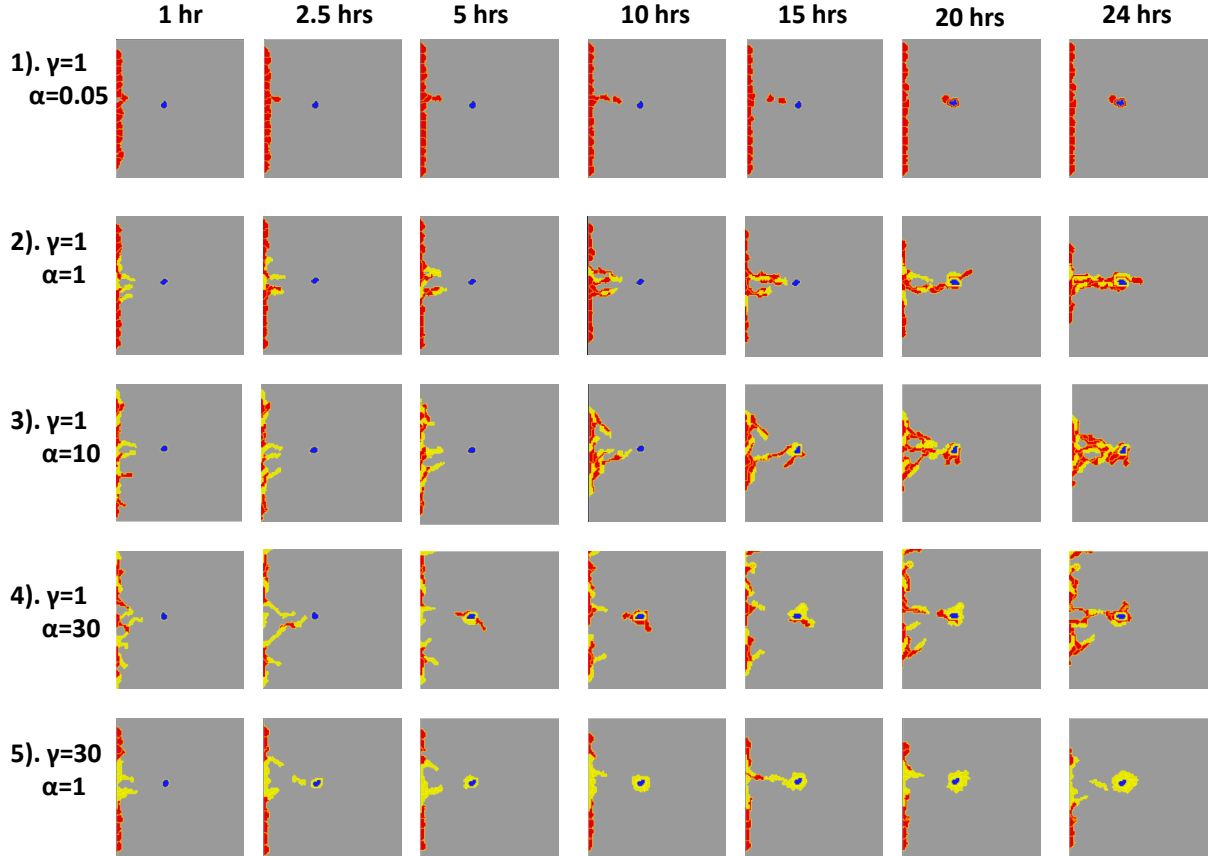 1 hr 2.5 hrs 5 hrs 10 hrs 15 hrs 20 hrs 24 hrs
1). γ=1
α=0.05
2). γ=1
α=1
3). γ=1
α=10
4). γ=1
α=30
5). γ=30
α=1